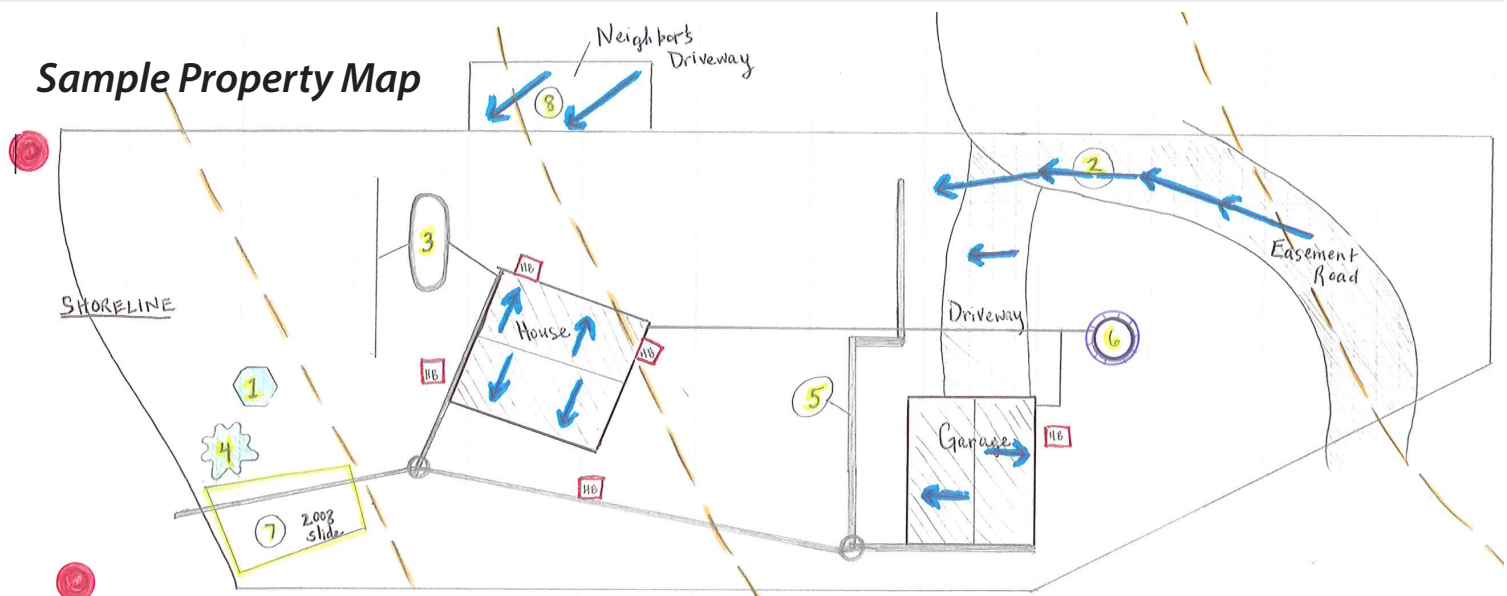 Sample Property Map
Neighbor's
Driveway
8
2
Easement
Road
3
HB
House
HB
HB
SHORELINE
Driveway
6
1
5
4
Garage
HB
HB
7
2008
slide